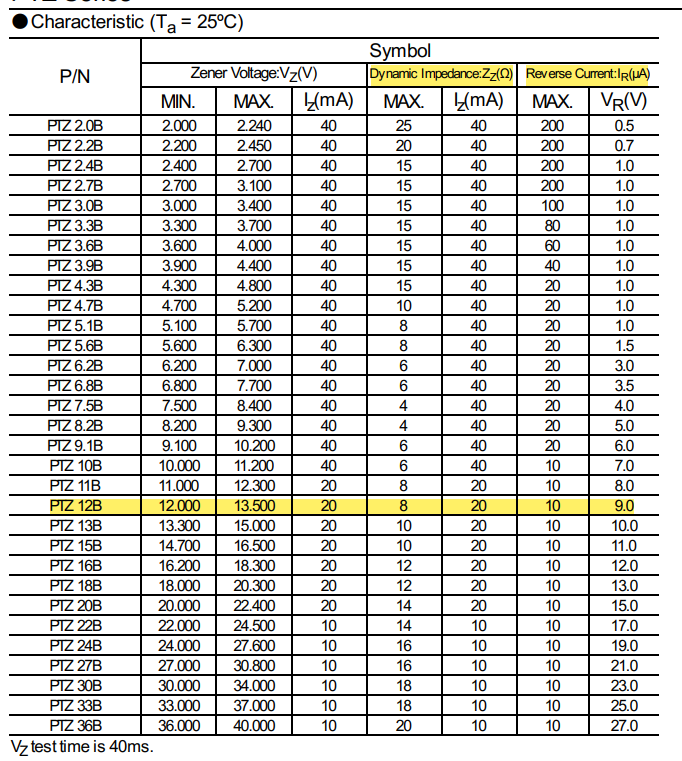 ●Characteristic (Ta = 25ºC)
P/N Symbol
Zener Voltage:VZ(V) Dynamic Impedance:ZZ(Ω) Reverse Current:IR(µA)
MIN. MAX. IZ(mA) MAX. IZ(mA) MAX. VR(V)
PTZ 2.0B 2.000 2.240 40 25 40 200 0.5
PTZ 2.2B 2.200 2.450 40 20 40 200 0.7
PTZ 2.4B 2.400 2.700 40 15 40 200 1.0
PTZ 2.7B 2.700 3.100 40 15 40 200 1.0
PTZ 3.0B 3.000 3.400 40 15 40 100 1.0
PTZ 3.3B 3.300 3.700 40 15 40 80 1.0
PTZ 3.6B 3.600 4.000 40 15 40 60 1.0
PTZ 3.9B 3.900 4.400 40 15 40 40 1.0
PTZ 4.3B 4.300 4.800 40 15 40 20 1.0
PTZ 4.7B 4.700 5.200 40 10 40 20 1.0
PTZ 5.1B 5.100 5.700 40 8 40 20 1.0
PTZ 5.6B 5.600 6.300 40 8 40 20 1.5
PTZ 6.2B 6.200 7.000 40 6 40 20 3.0
PTZ 6.8B 6.800 7.700 40 6 40 20 3.5
PTZ 7.5B 7.500 8.400 40 4 40 20 4.0
PTZ 8.2B 8.200 9.300 40 4 40 20 5.0
PTZ 9.1B 9.100 10.200 40 6 40 20 6.0
PTZ 10B 10.000 11.200 40 6 40 10 7.0
PTZ 11B 11.000 12.300 20 8 20 10 8.0
PTZ 12B 12.000 13.500 20 8 20 10 9.0
PTZ 13B 13.300 15.000 20 10 20 10 10.0
PTZ 15B 14.700 16.500 20 10 20 10 11.0
PTZ 16B 16.200 18.300 20 12 20 10 12.0
PTZ 18B 18.000 20.300 20 12 20 10 13.0
PTZ 20B 20.000 22.400 20 14 20 10 15.0
PTZ 22B 22.000 24.500 10 14 10 10 17.0
PTZ 24B 24.000 27.600 10 16 10 10 19.0
PTZ 27B 27.000 30.800 10 16 10 10 21.0
PTZ 30B 30.000 34.000 10 18 10 10 23.0
PTZ 33B 33.000 37.000 10 18 10 10 25.0
PTZ 36B 36.000 40.000 10 20 10 10 27.0
VZ test time is 40ms.